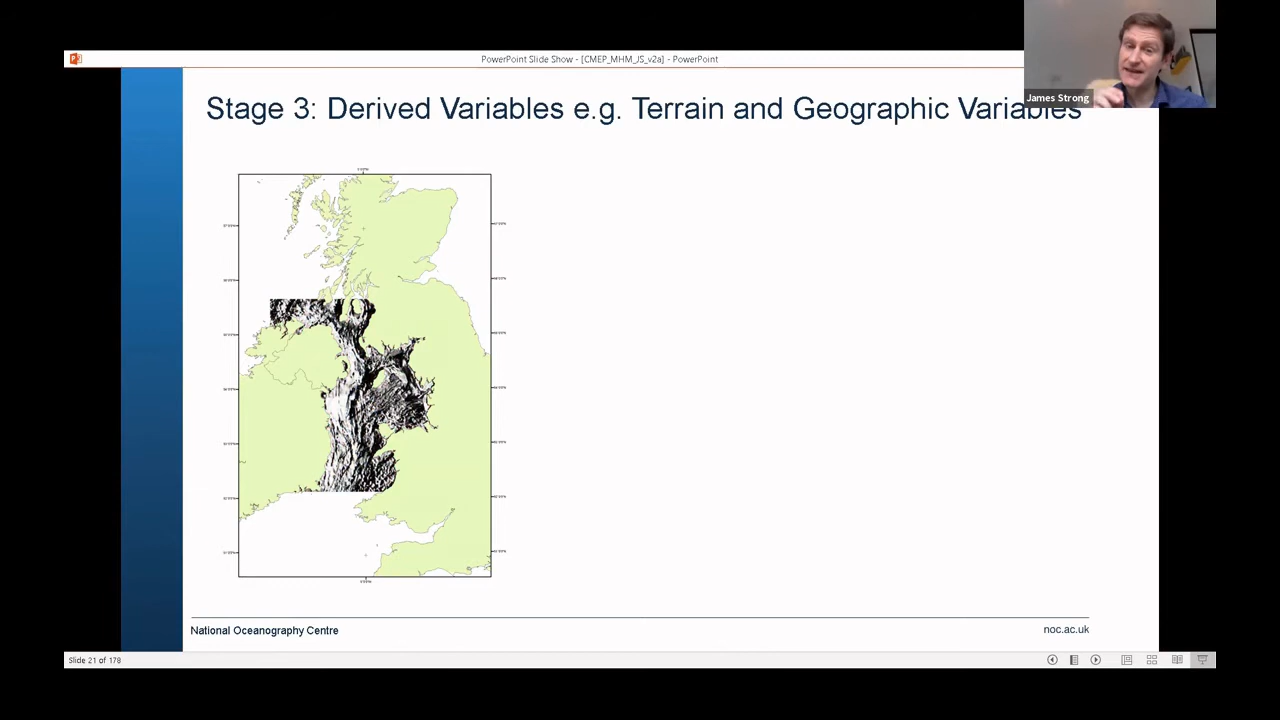 PowerPoint Slide Show - [CMEP_MHM_JS_v2a] - PowerPoint
James Strong
Stage 3: Derived Variables e.g. Terrain and Geographic Variables
National Oceanography Centre
noc.ac.uk
Slide 21 of 178